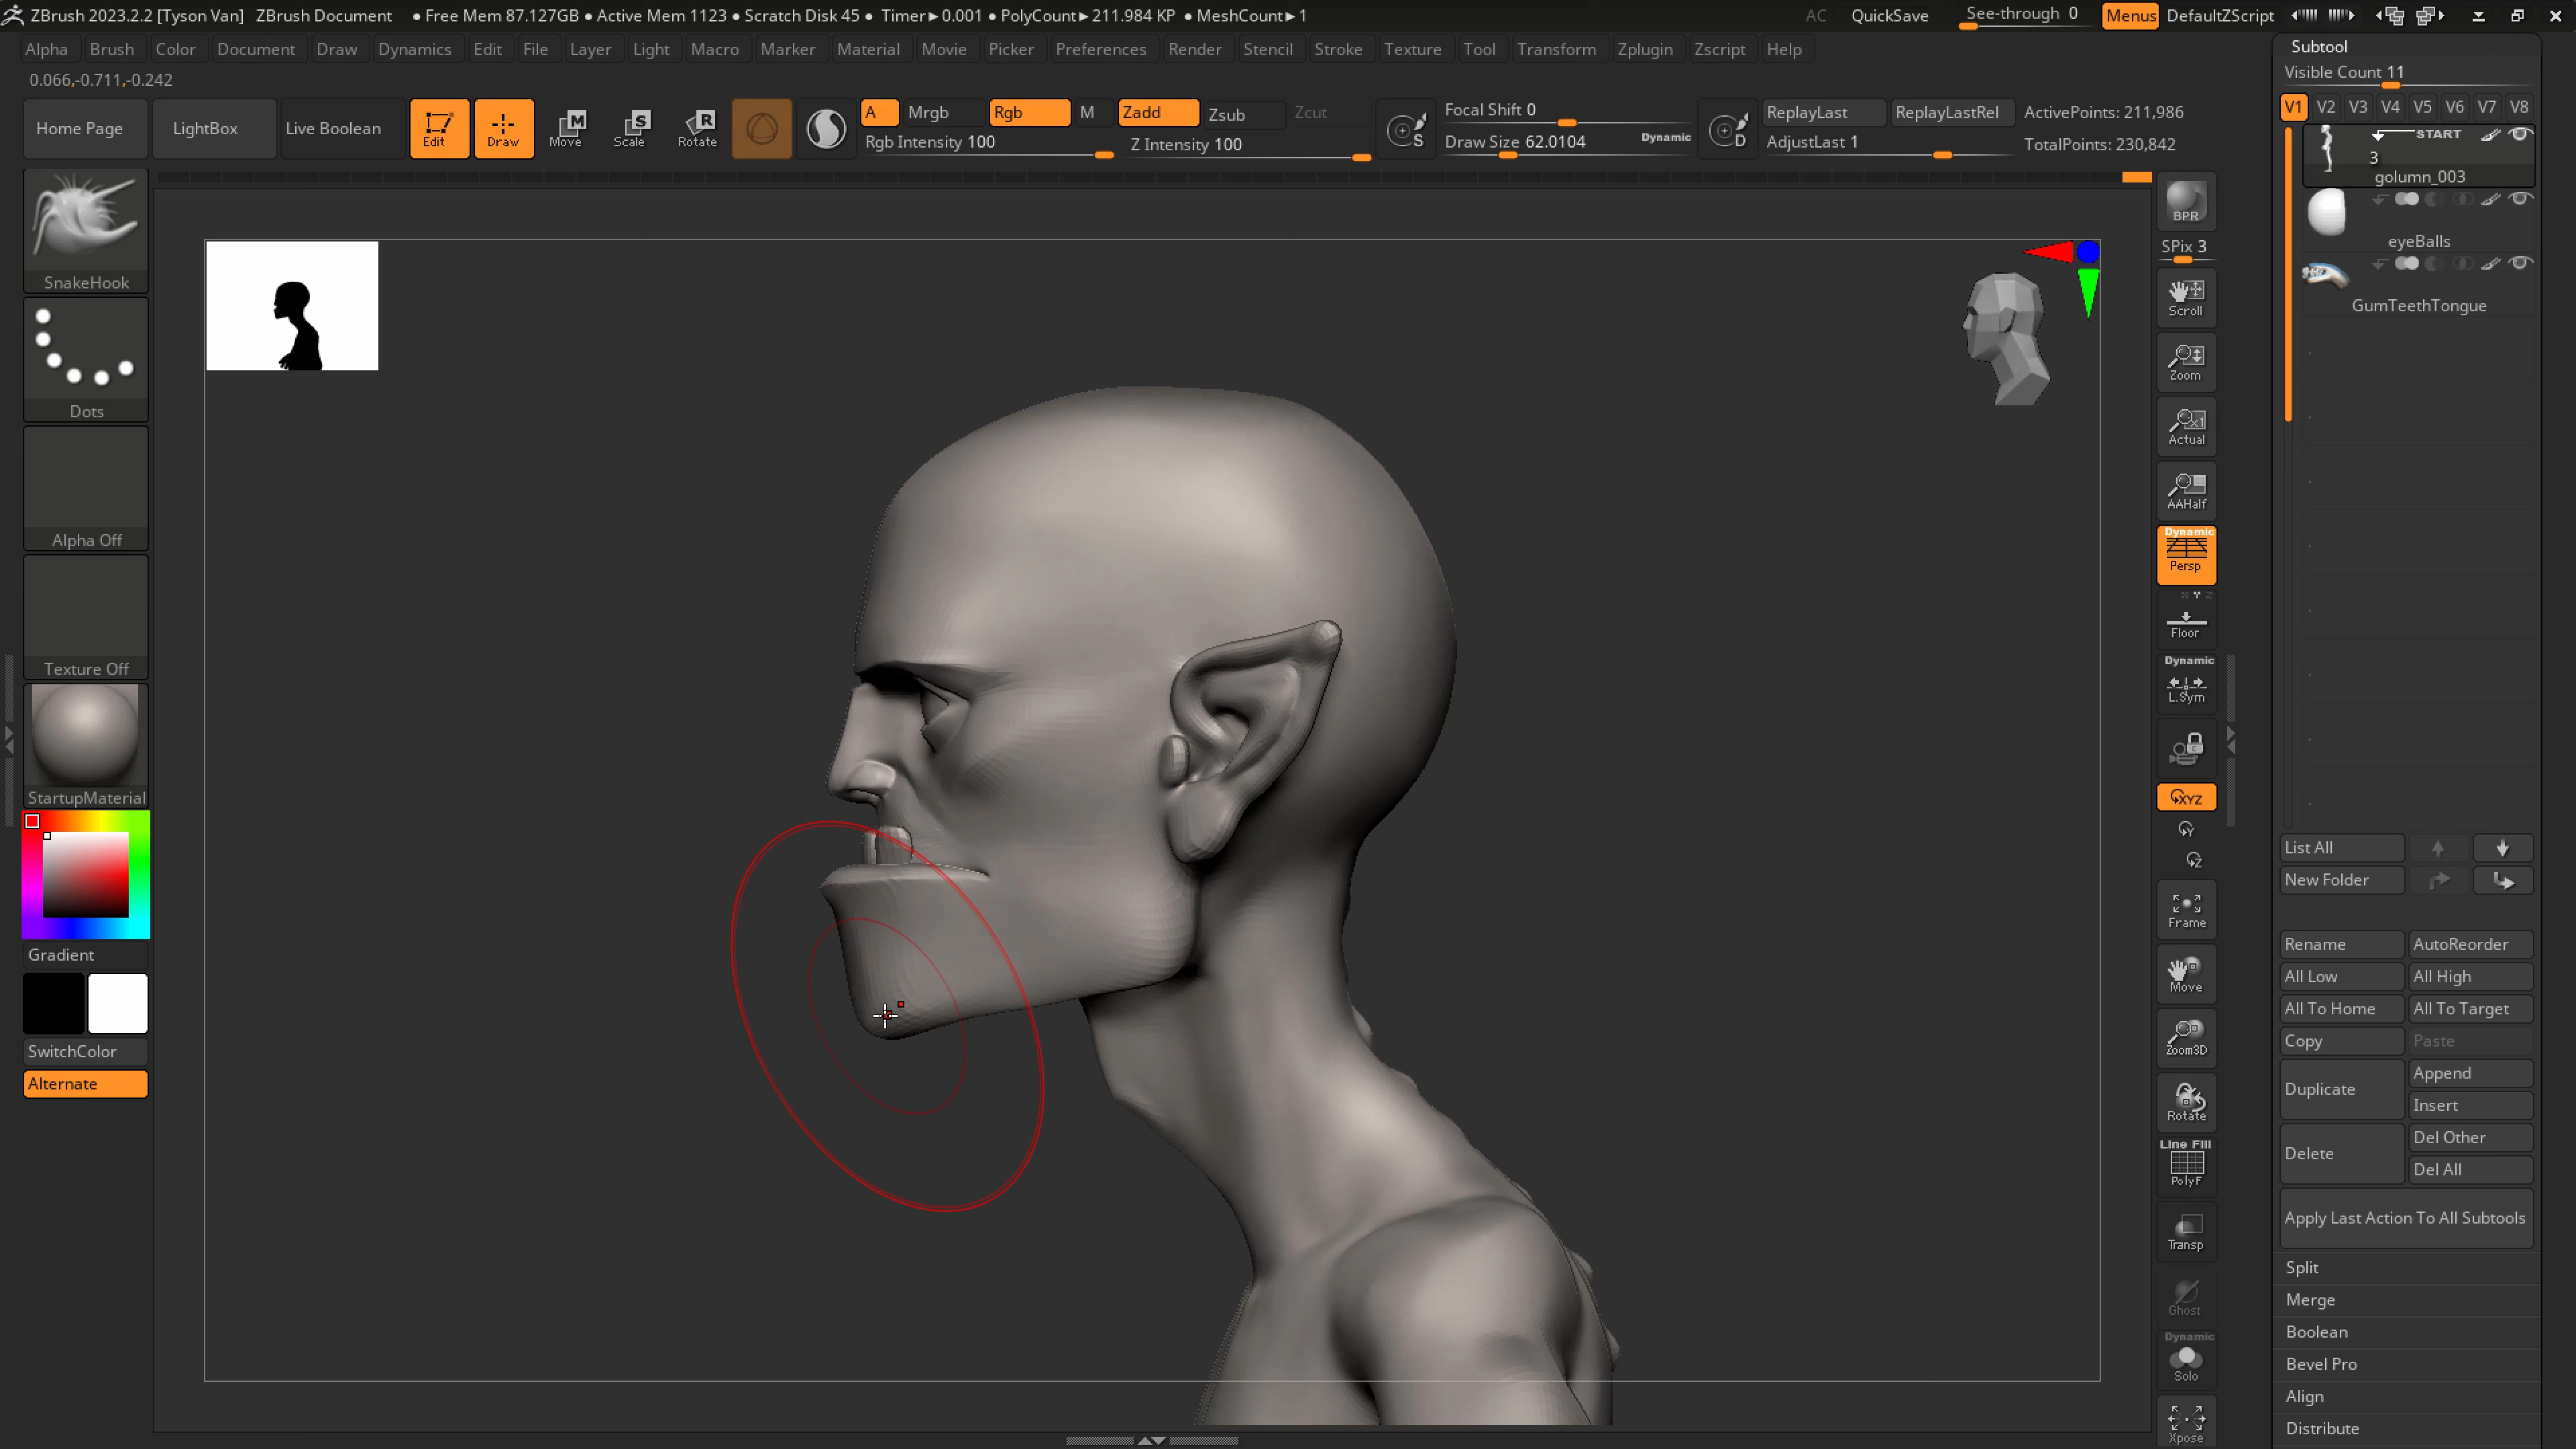 ZBrush 2023.2.2 [Tyson Van] ZBrush Document ● Free Mem 87.127GB ● Active Mem 1123 ● Scratch Disk 45 ● Timer►0.001 ● PolyCount►211.984 KP ● MeshCount►1 AC QuickSave See-through 0 Menus DefaultZScript
Alpha Brush Color Document Draw Dynamics Edit File Layer Light Macro Marker Material Movie Picker Preferences Render Stencil Stroke Texture Tool Transform Zplugin Zscript Help
0.066,-0.711,-0.242
Home Page LightBox Live Boolean Edit Draw Move Scale Rotate
M S R
A Mrgb Rgb M Zadd Zsub Zcut
Rgb Intensity 100 Z Intensity 100
S Focal Shift 0
Draw Size 62.0104 Dynamic
D ReplayLast ReplayLastRel
AdjustLast 1
ActivePoints: 211,986
TotalPoints: 230,842
SnakeHook
Dots
Alpha Off
Texture Off
StartupMaterial
Gradient
SwitchColor
Alternate
BPR
SPix 3
Scroll
Zoom
x1
Actual
AAHalf
Dynamic
Persp
X Y Z
Floor
Dynamic
L.Sym
XYZ
Y
Z
Frame
Move
Zoom3D
Rotate
Line Fill
PolyF
Transp
Ghost
Dynamic
Solo
Xpose
Subtool
Visible Count 11
V1 V2 V3 V4 V5 V6 V7 V8
START
3
golumn_003
eyeBalls
GumTeethTongue
List All
New Folder
Rename AutoReorder
All Low All High
All To Home All To Target
Copy Paste
Duplicate Append
Insert
Delete Del Other
Del All
Apply Last Action To All Subtools
Split
Merge
Boolean
Bevel Pro
Align
Distribute